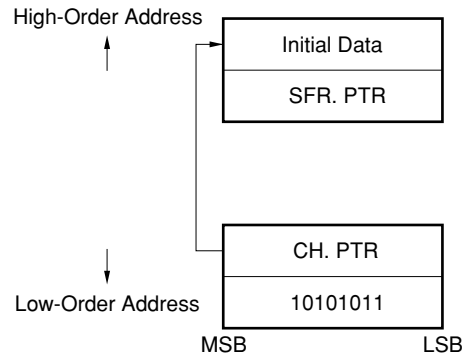 High-Order Address
Initial Data
SFR. PTR
CH. PTR
Low-Order Address
10101011
MSB
LSB